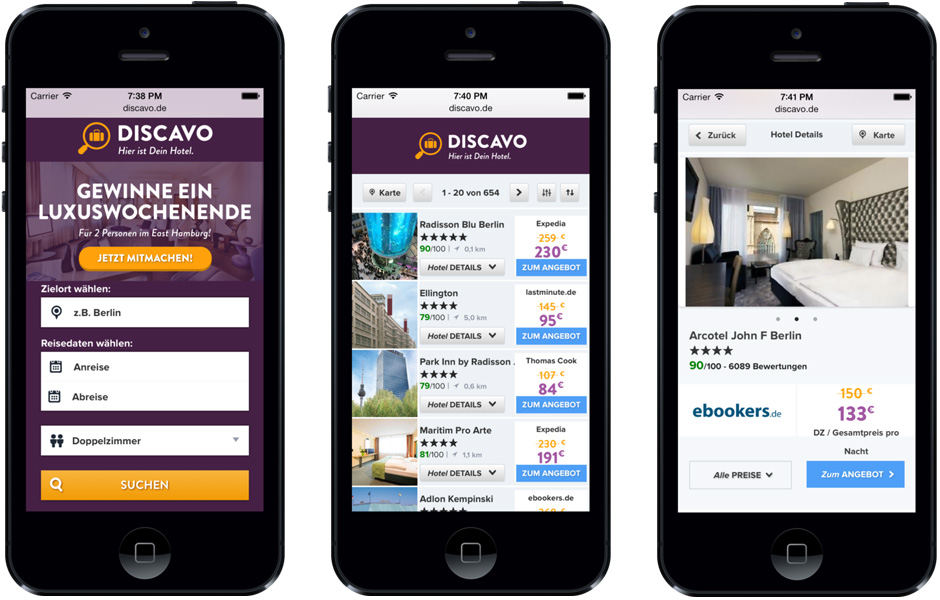 Carrier 7:38 PM
discavo.de
DISCAVO
Hier ist Dein Hotel.
GEWINNE EIN
LUXUSWOCHENENDE
Für 2 Personen im East Hamburg!
JETZT MITMACHEN!
Zielort wählen:
z.B. Berlin
Reisedaten wählen:
Anreise
Abreise
Doppelzimmer
SUCHEN
Carrier 7:40 PM
discavo.de
DISCAVO
Hier ist Dein Hotel.
Karte 1 - 20 von 654
Radisson Blu Berlin
90/100 | 0,1 km
Hotel DETAILS
Expedia
259 €
230€
ZUM ANGEBOT
Ellington
79/100 | 5,0 km
Hotel DETAILS
lastminute.de
145 €
95€
ZUM ANGEBOT
Park Inn by Radisson .
79/100 | 0,6 km
Hotel DETAILS
Thomas Cook
107 €
84€
ZUM ANGEBOT
Maritim Pro Arte
81/100 | 1,1 km
Hotel DETAILS
Expedia
230 €
191€
ZUM ANGEBOT
Adlon Kempinski
ebookers.de
Carrier 7:41 PM
discavo.de
Zurück Hotel Details Karte
Arcotel John F Berlin
90/100 - 6089 Bewertungen
ebookers.de
150 €
133€
DZ / Gesamtpreis pro
Nacht
Alle PREISE
Zum ANGEBOT